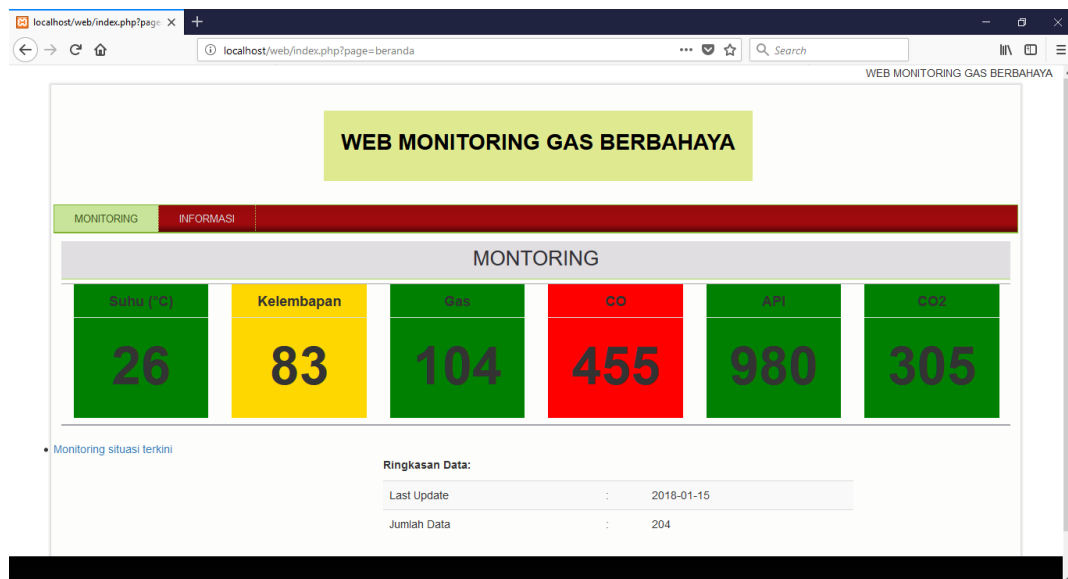 localhost/web/index.php?page=
localhost/web/index.php?page=beranda
Search
WEB MONITORING GAS BERBAHAYA
WEB MONITORING GAS BERBAHAYA
MONITORING INFORMASI
MONTORING
Suhu (°C) Kelembapan Gas CO API CO2
26 83 104 455 980 305
Monitoring situasi terkini
Ringkasan Data:
Last Update : 2018-01-15
Jumlah Data : 204